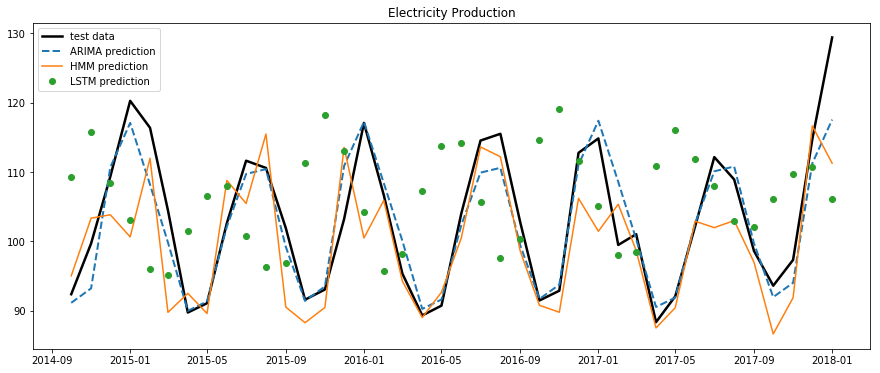 Electricity Production
test data
ARIMA prediction
HMM prediction
LSTM prediction
130
120
110
100
90
2014-09 2015-01 2015-05 2015-09 2016-01 2016-05 2016-09 2017-01 2017-05 2017-09 2018-01